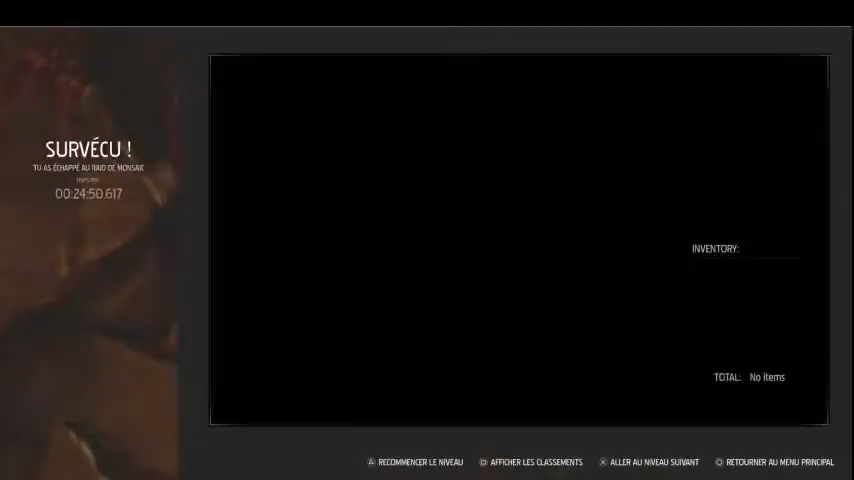 SURVÉCU !
TU AS ÉCHAPPÉ AU RAID DE MONSAIC
00:24:50.617
INVENTORY:
TOTAL: No items
RECOMMENCER LE NIVEAU AFFICHER LES CLASSEMENTS ALLER AU NIVEAU SUIVANT RETOURNER AU MENU PRINCIPAL